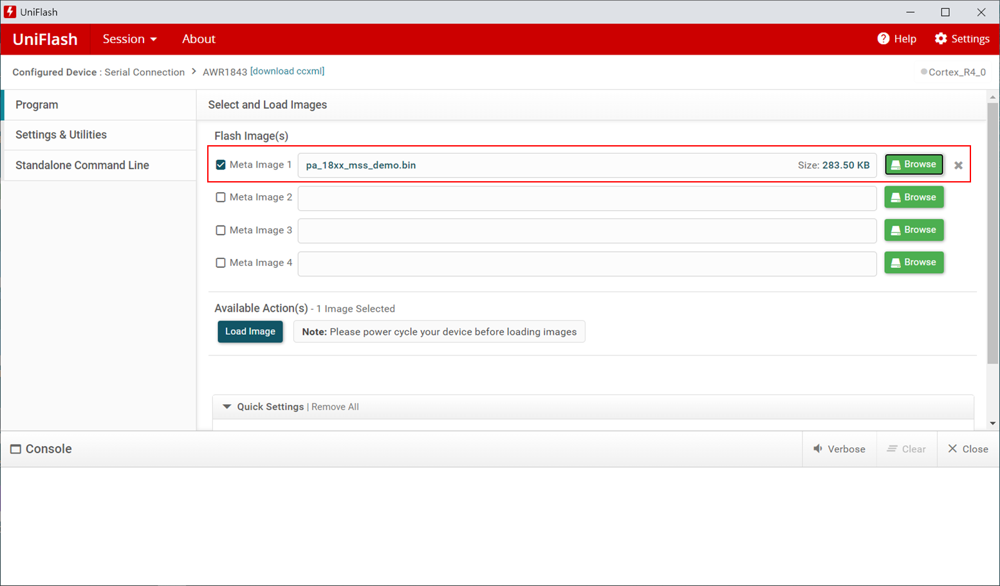 UniFlash
UniFlash Session About Help Settings
Configured Device : Serial Connection > AWR1843 [download ccxml] Cortex_R4_0
Program
Settings & Utilities
Standalone Command Line
Select and Load Images
Flash Image(s)
Meta Image 1 pa_18xx_mss_demo.bin Size: 283.50 KB Browse
Meta Image 2 Browse
Meta Image 3 Browse
Meta Image 4 Browse
Available Action(s) - 1 Image Selected
Load Image Note: Please power cycle your device before loading images
Quick Settings | Remove All
Console Verbose Clear Close